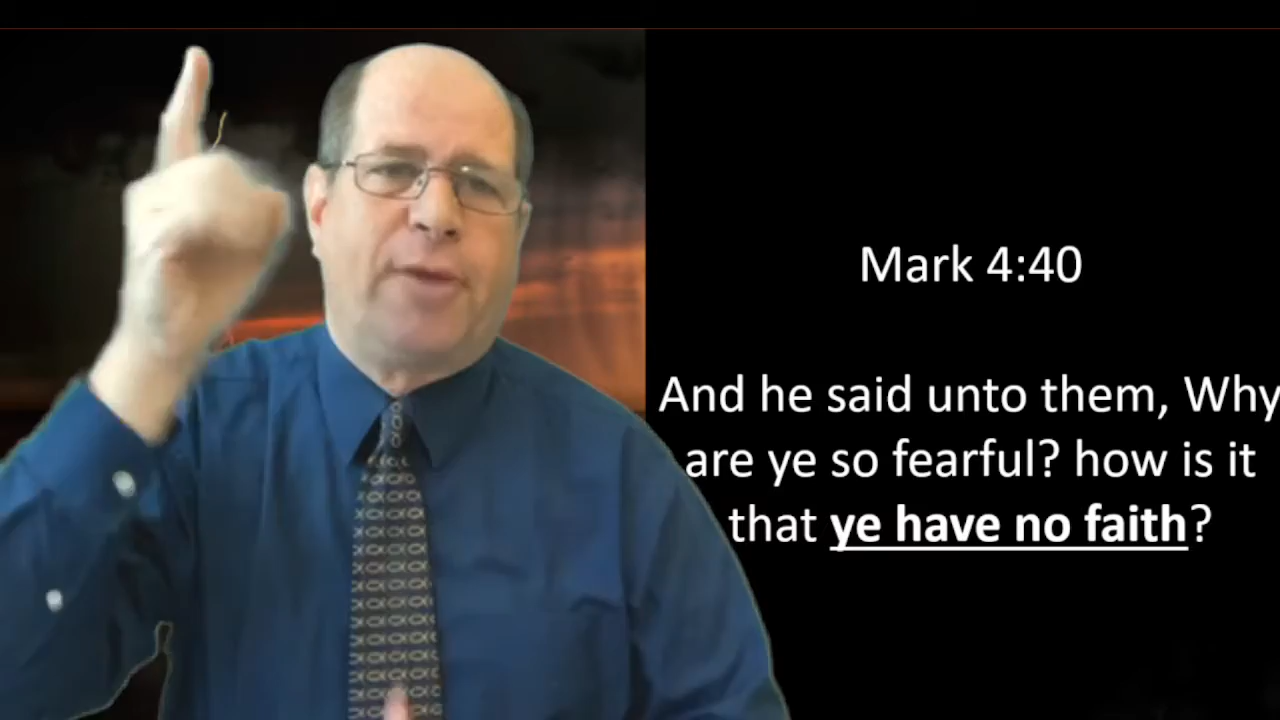 Mark 4:40
And he said unto them, Why
are ye so fearful? how is it
that ye have no faith?